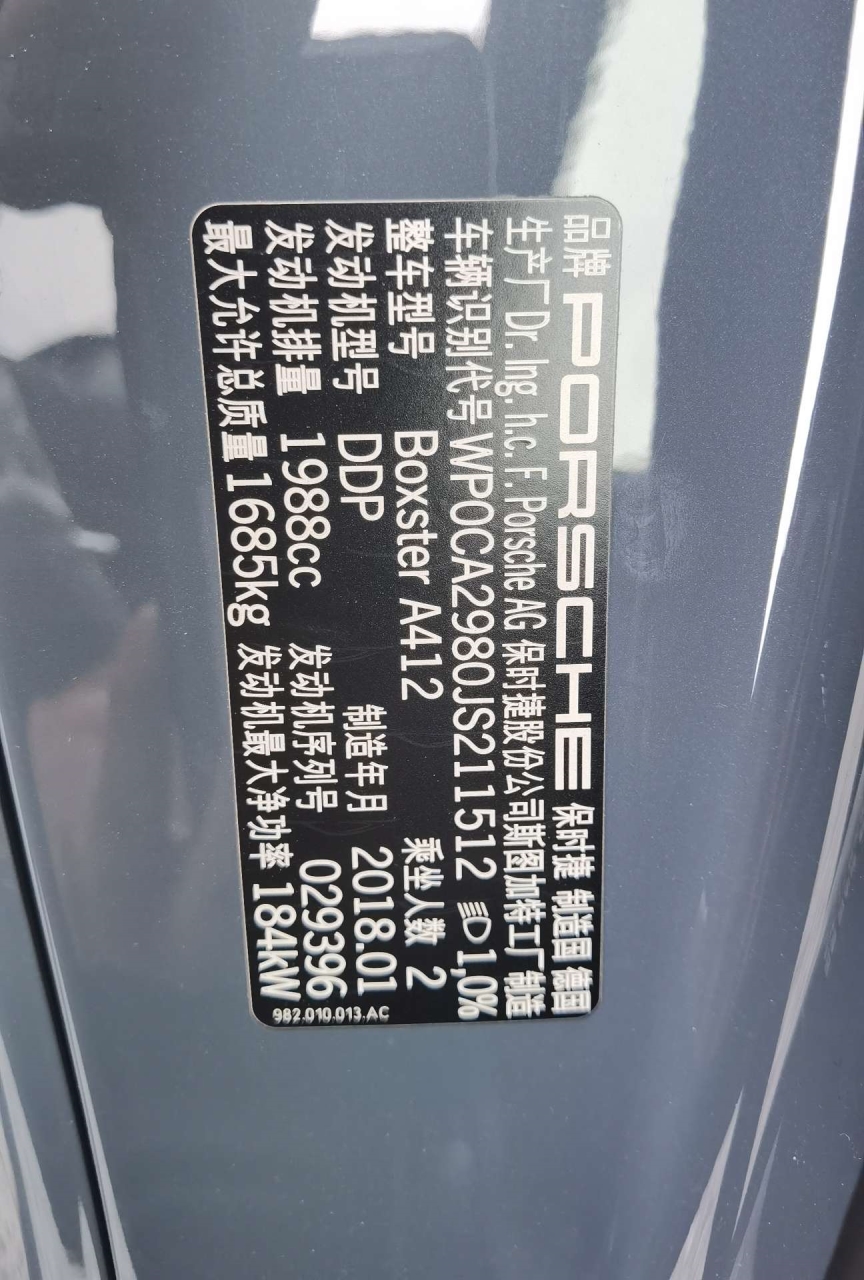 品牌 PORSCHE 保时捷 制造国 德国
生产厂 Dr. Ing. h.c. F. Porsche AG 保时捷股份公司斯图加特工厂 制造
车辆识别代号 WP0CA2980JS211512 1,0%
整车型号 Boxster A412 乘坐人数 2
发动机型号 DDP 制造年月 2018.01
发动机排量 1988cc 发动机序列号 029396
最大允许总质量 1685kg 发动机最大净功率 184kW
982.010.013.AC